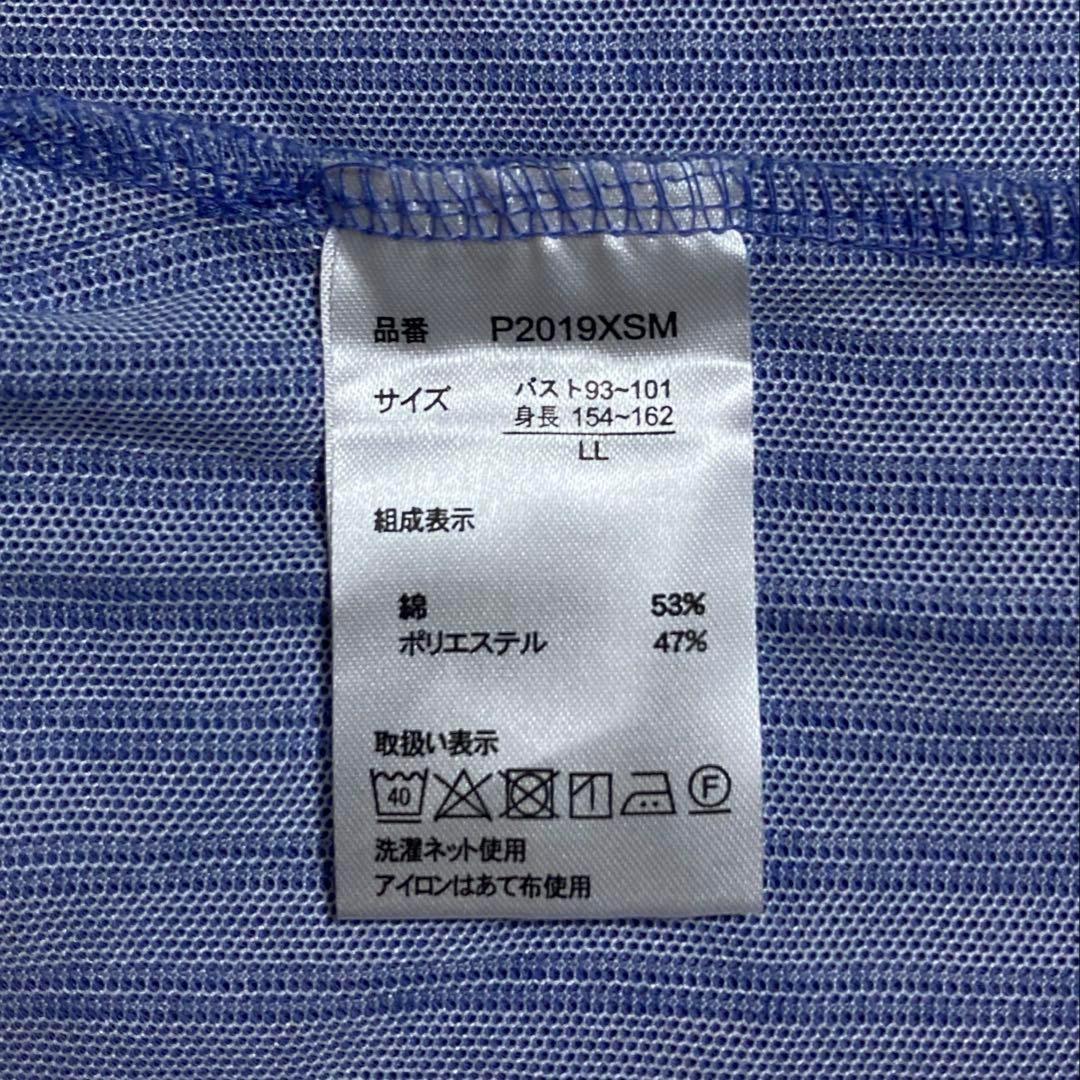 品番 P2019XSM
サイズ バスト93~101
身長 154~162
LL
組成表示
綿 53%
ポリエステル 47%
取扱い表示
40 F
洗濯ネット使用
アイロンはあて布使用